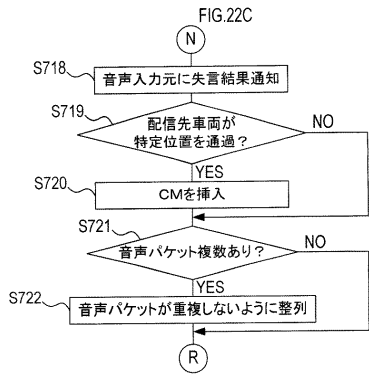 FIG.22C
N
S718
音声入力元に失言結果通知
S719
配信先車両が
特定位置を通過?
NO
YES
S720
CMを挿入
S721
音声パケット複数あり?
NO
YES
S722
音声パケットが重複しないように整列
R